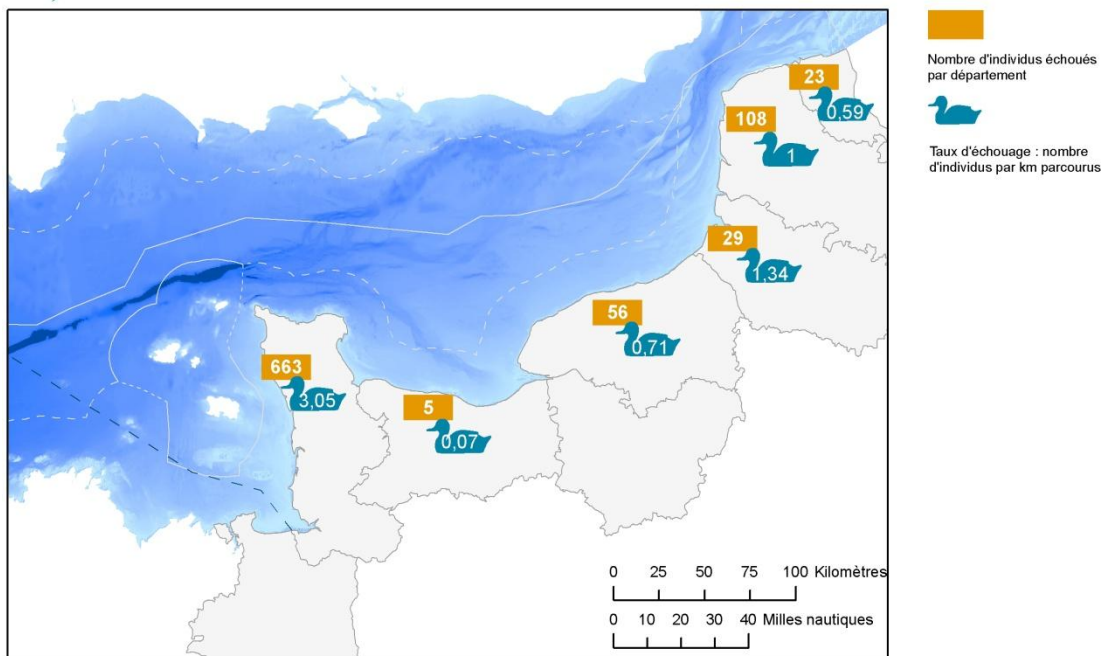 23
0,59
108
1
29
1,34
56
0,71
663
3,05
5
0,07
0 25 50 75 100 Kilomètres
0 10 20 30 40 Milles nautiques
Nombre d'individus échoués
par département
Taux d'échouage : nombre
d'individus par km parcourus